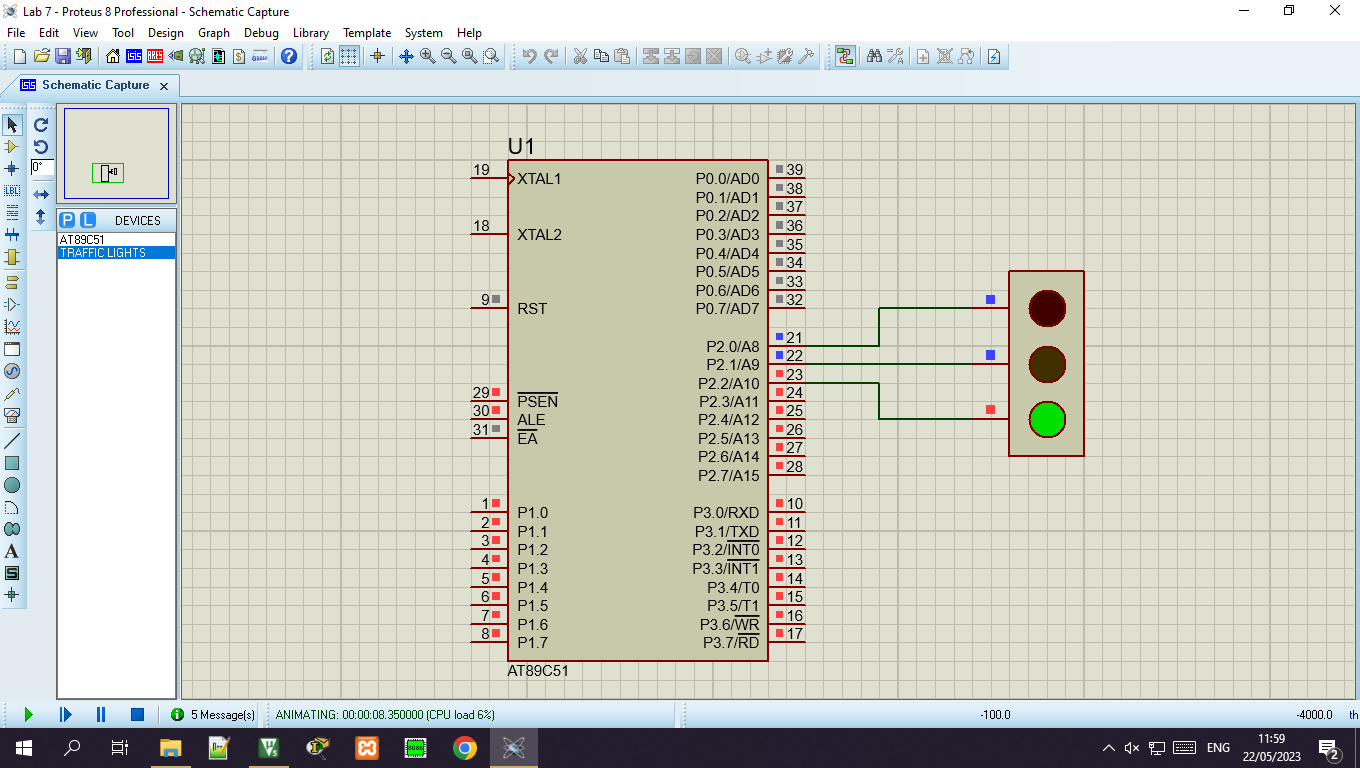 Lab 7 - Proteus 8 Professional - Schematic Capture
File Edit View Tool Design Graph Debug Library Template System Help
Schematic Capture
0°
P L DEVICES
AT89C51
TRAFFIC LIGHTS
LBL
A
S
U1
19 XTAL1
18 XTAL2
9 RST
29 PSEN
30 ALE
31 EA
1 P1.0
2 P1.1
3 P1.2
4 P1.3
5 P1.4
6 P1.5
7 P1.6
8 P1.7
P0.0/AD0 39
P0.1/AD1 38
P0.2/AD2 37
P0.3/AD3 36
P0.4/AD4 35
P0.5/AD5 34
P0.6/AD6 33
P0.7/AD7 32
P2.0/A8 21
P2.1/A9 22
P2.2/A10 23
P2.3/A11 24
P2.4/A12 25
P2.5/A13 26
P2.6/A14 27
P2.7/A15 28
P3.0/RXD 10
P3.1/TXD 11
P3.2/INT0 12
P3.3/INT1 13
P3.4/T0 14
P3.5/T1 15
P3.6/WR 16
P3.7/RD 17
AT89C51
5 Message(s) ANIMATING: 00:00:08.350000 (CPU load 6%) -100.0 -4000.0 th
ENG 11:59
22/05/2023 2